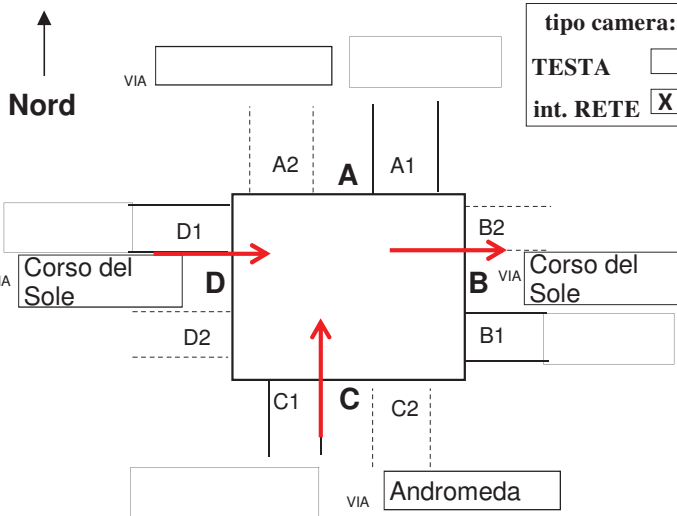 tipo camera:
TESTA
int. RETE X
Nord
VIA
A2
A
A1
D1
B2
VIA
Corso del
Sole
D
B
VIA
Corso del
Sole
D2
B1
C1
C
C2
VIA
Andromeda